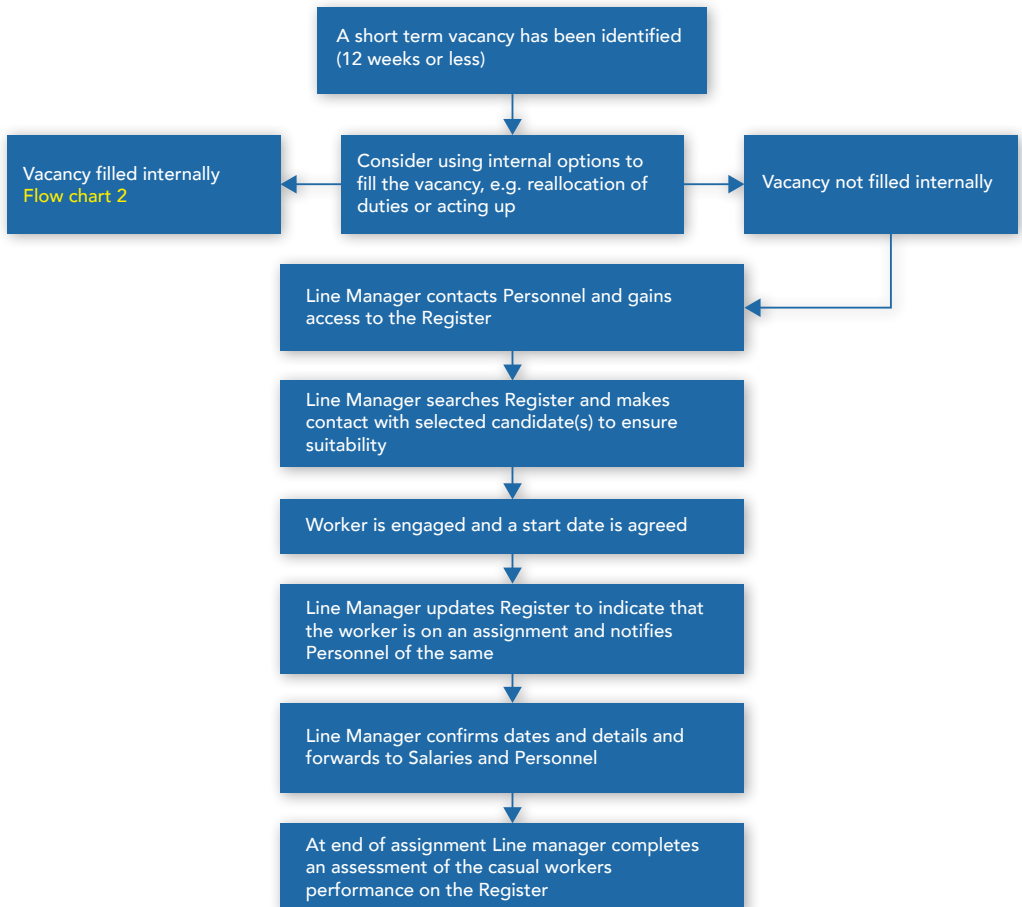 A short term vacancy has been identified
(12 weeks or less)
Vacancy filled internally
Flow chart 2
Consider using internal options to
fill the vacancy, e.g. reallocation of
duties or acting up
Vacancy not filled internally
Line Manager contacts Personnel and gains
access to the Register
Line Manager searches Register and makes
contact with selected candidate(s) to ensure
suitability
Worker is engaged and a start date is agreed
Line Manager updates Register to indicate that
the worker is on an assignment and notifies
Personnel of the same
Line Manager confirms dates and details and
forwards to Salaries and Personnel
At end of assignment Line manager completes
an assessment of the casual workers
performance on the Register